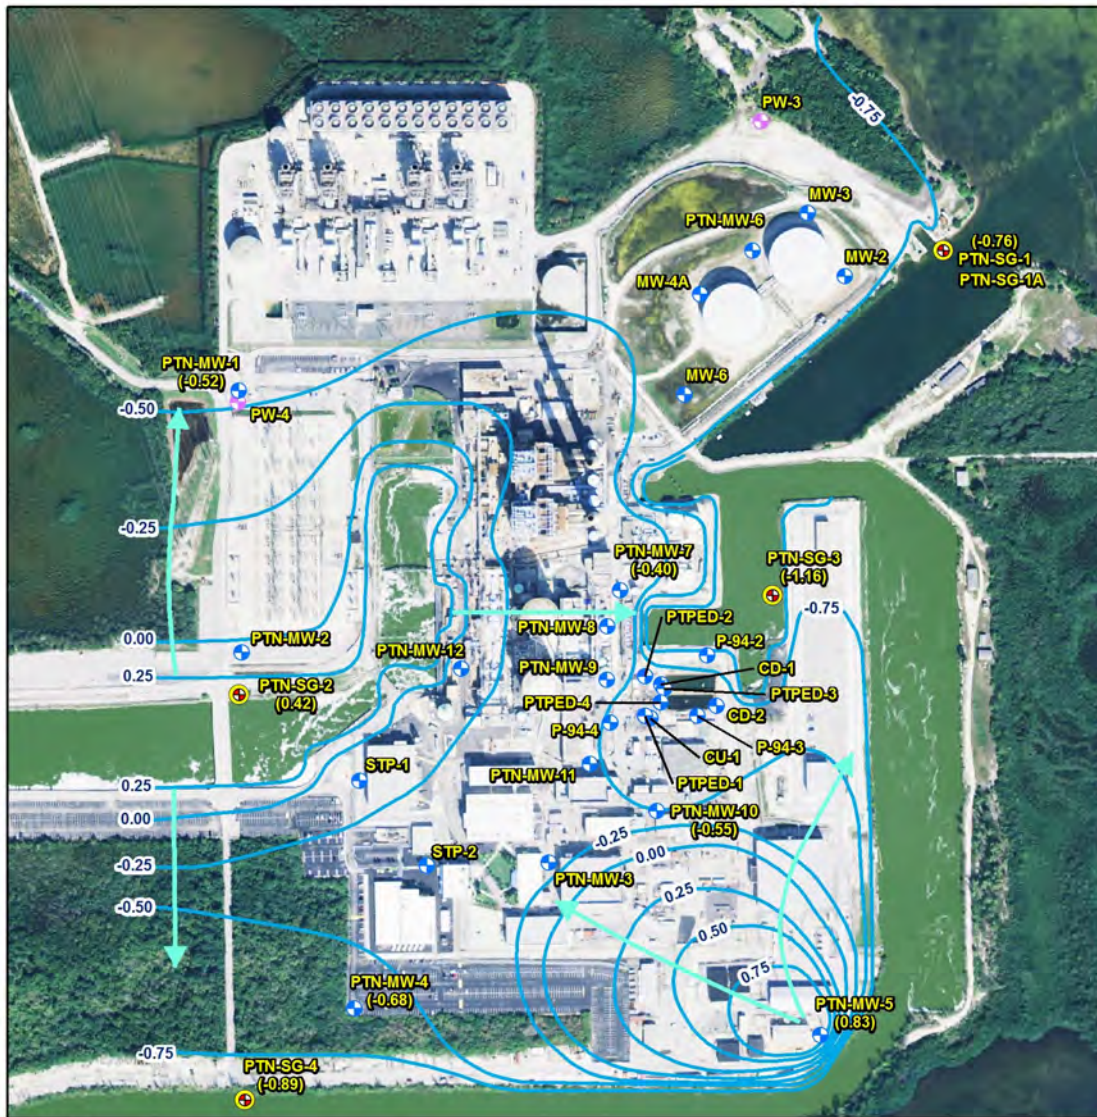 -0.75
PW-3
MW-3
PTN-MW-6
(-0.76)
MW-2
PTN-SG-1
PTN-SG-1A
MW-4A
PTN-MW-1
(-0.52)
MW-6
-0.50
PW-4
-0.25
PTN-MW-7
(-0.40)
PTN-SG-3
(-1.16)
PTPED-2
-0.75
PTN-MW-8
0.00
PTN-MW-2
P-94-2
PTN-MW-12
CD-1
0.25
PTN-MW-9
PTN-SG-2
(0.42)
PTPED-3
PTPED-4
CD-2
P-94-4
P-94-3
CU-1
PTN-MW-11
STP-1
PTPED-1
0.25
PTN-MW-10
(-0.55)
0.00
-0.25
STP-2
0.00
-0.25
PTN-MW-3
0.25
-0.50
0.50
0.75
PTN-MW-4
(-0.68)
PTN-MW-5
(0.83)
-0.75
PTN-SG-4
(-0.89)